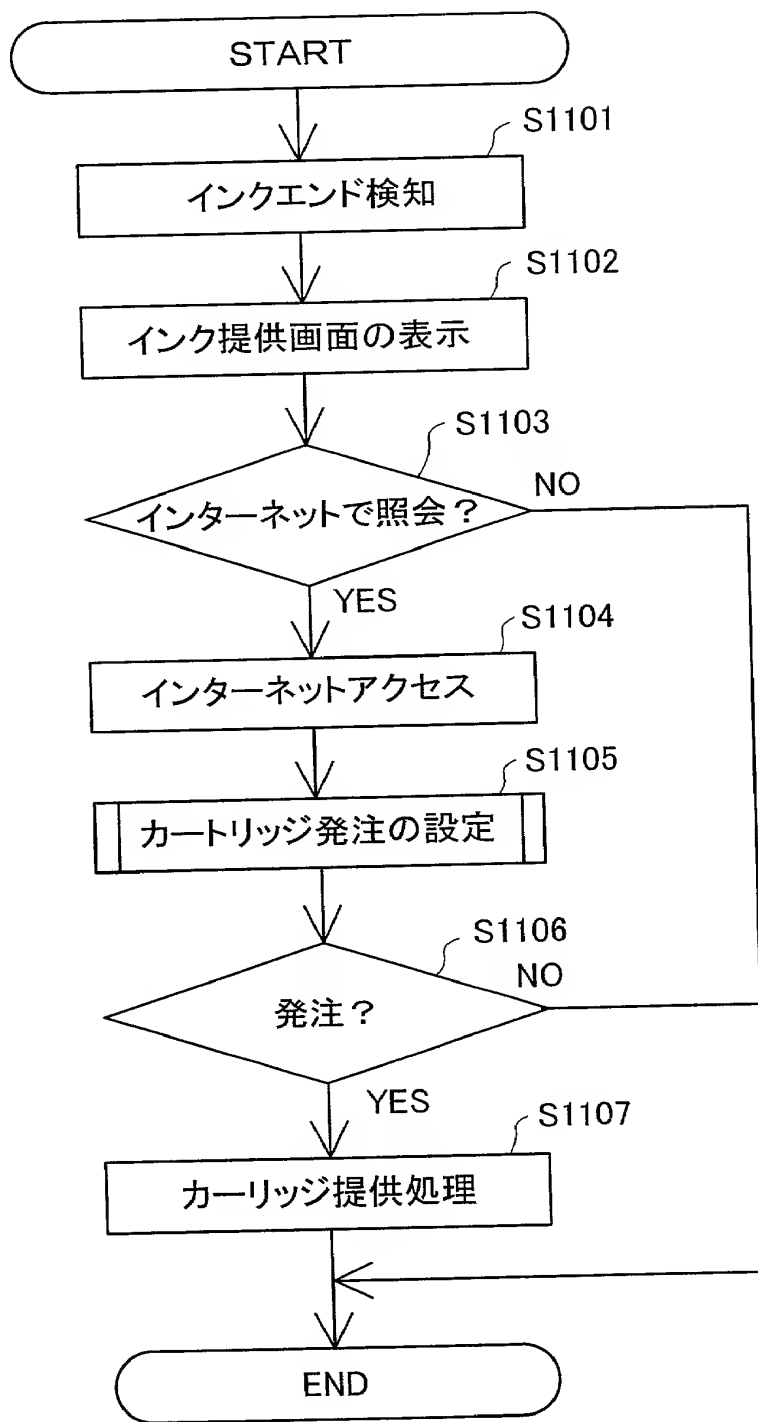 START
S1101
インクエンド検知
S1102
インク提供画面の表示
S1103
インターネットで照会？
NO
YES
S1104
インターネットアクセス
S1105
カートリッジ発注の設定
S1106
NO
発注？
YES
S1107
カーリッジ提供処理
END